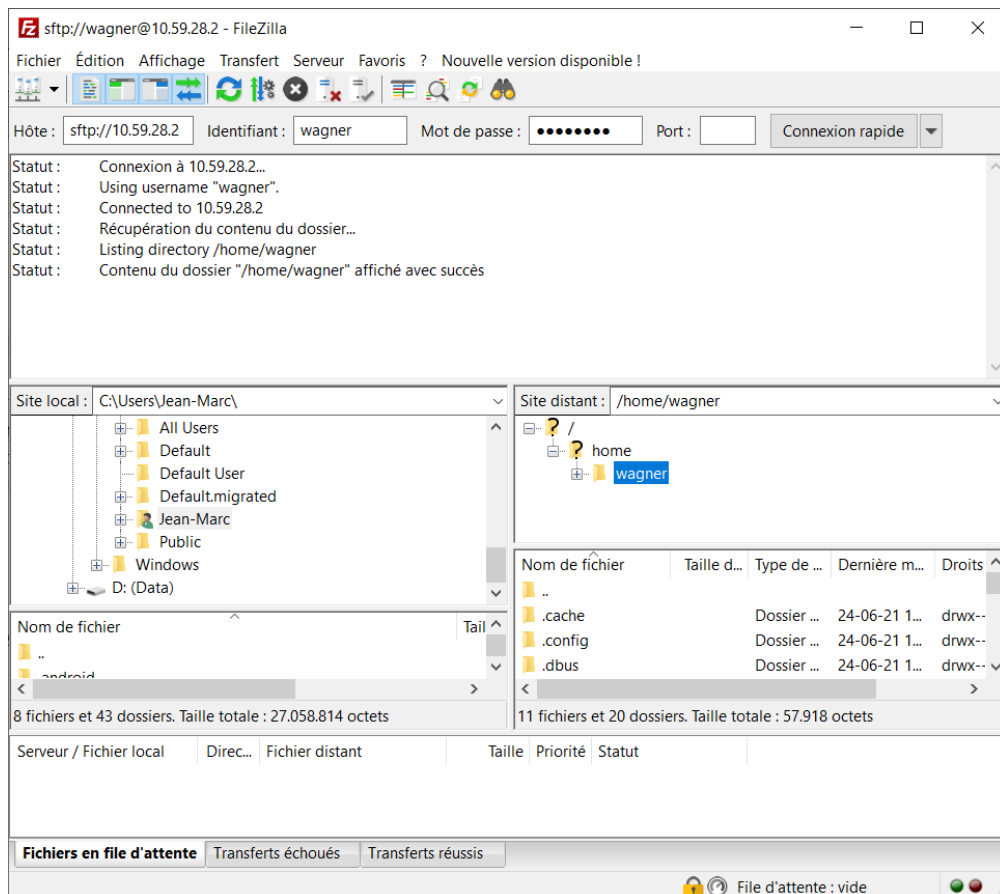 sftp://wagner@10.59.28.2 - FileZilla
Fichier Édition Affichage Transfert Serveur Favoris ? Nouvelle version disponible !
Hôte : sftp://10.59.28.2 Identifiant : wagner Mot de passe : ●●●●●●●● Port : Connexion rapide
Statut : Connexion à 10.59.28.2...
Statut : Using username "wagner".
Statut : Connected to 10.59.28.2
Statut : Récupération du contenu du dossier...
Statut : Listing directory /home/wagner
Statut : Contenu du dossier "/home/wagner" affiché avec succès
Site local : C:\Users\Jean-Marc\
All Users
Default
Default User
Default.migrated
Jean-Marc
Public
Windows
D: (Data)
Nom de fichier Tail
..
.android
8 fichiers et 43 dossiers. Taille totale : 27.058.814 octets
Site distant : /home/wagner
/
home
wagner
Nom de fichier Taille d... Type de ... Dernière m... Droits
..
.cache Dossier ... 24-06-21 1... drwx--
.config Dossier ... 24-06-21 1... drwx--
.dbus Dossier ... 24-06-21 1... drwx--
11 fichiers et 20 dossiers. Taille totale : 57.918 octets
Serveur / Fichier local Direc... Fichier distant Taille Priorité Statut
Fichiers en file d'attente Transferts échoués Transferts réussis
File d'attente : vide